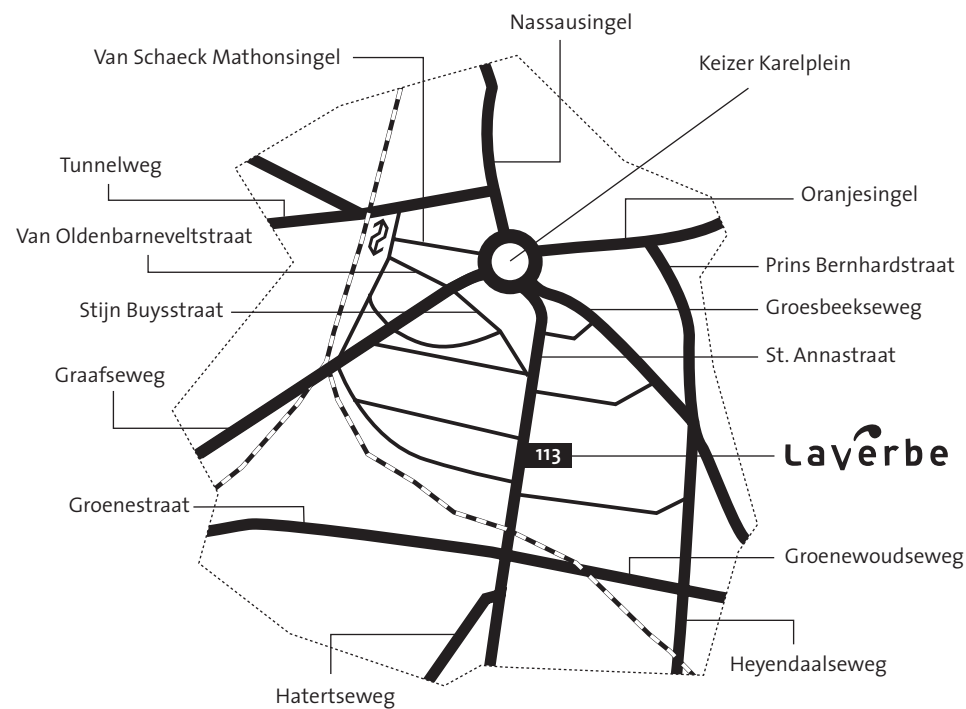 Nassausingel
Van Schaeck Mathonsingel
Keizer Karelplein
Tunnelweg
Oranjesingel
Van Oldenbarneveltstraat
Prins Bernhardstraat
Stijn Buysstraat
Groesbeekseweg
St. Annastraat
Graafseweg
113
Laverbe
Groenestraat
Groenewoudseweg
Heyendaalseweg
Hatertseweg